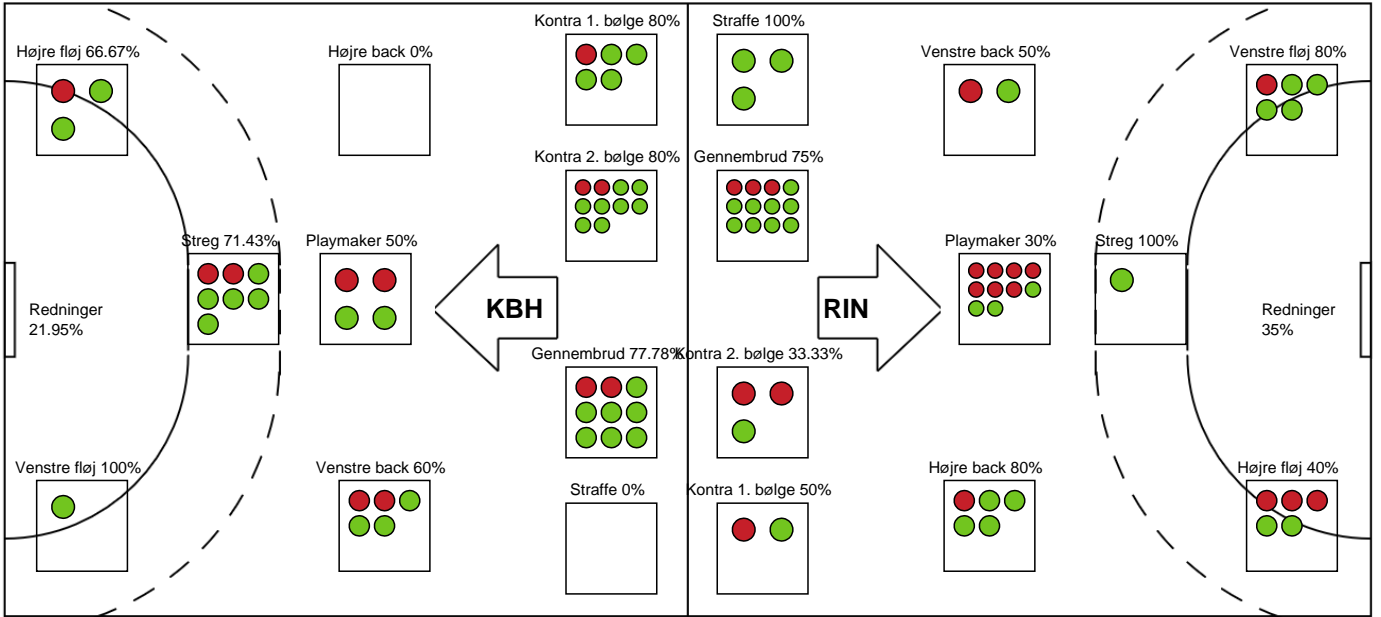 Kontra 1. bølge 80%
Straffe 100%
Højre fløj 66.67%
Højre back 0%
Venstre back 50%
Venstre fløj 80%
Kontra 2. bølge 80%
Gennembrud 75%
Streg 71.43%
Playmaker 50%
Playmaker 30%
Streg 100%
Redninger
21.95%
KBH
RIN
Redninger
35%
Gennembrud 77.78%
Kontra 2. bølge 33.33%
Venstre fløj 100%
Venstre back 60%
Straffe 0%
Kontra 1. bølge 50%
Højre back 80%
Højre fløj 40%